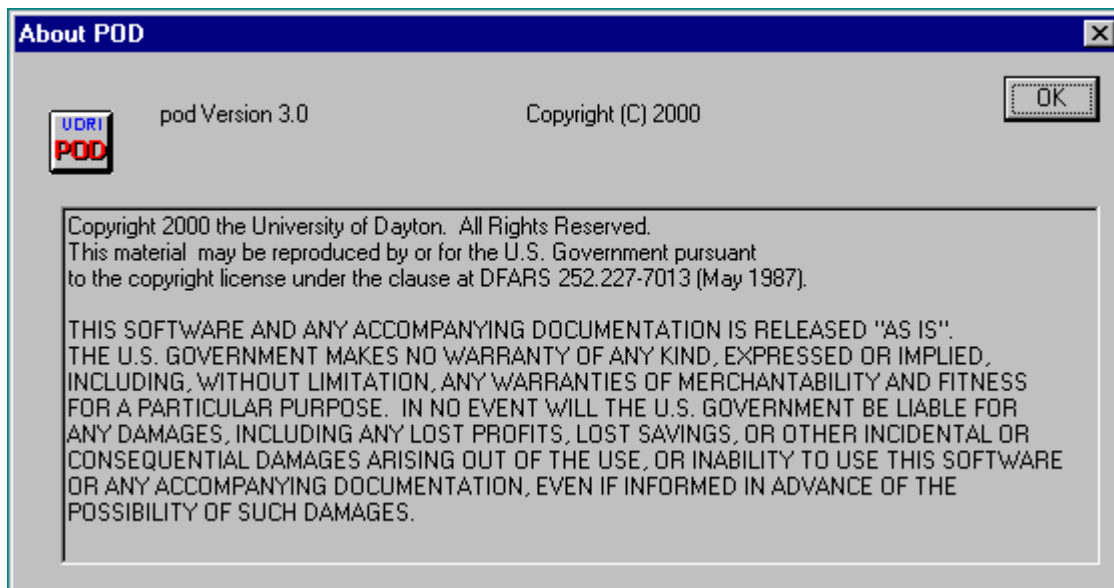 About POD
pod Version 3.0
Copyright (C) 2000
OK
UDRI
POD
Copyright 2000 the University of Dayton.  All Rights Reserved.
This material  may be reproduced by or for the U.S. Government pursuant
to the copyright license under the clause at DFARS 252.227-7013 (May 1987).
THIS SOFTWARE AND ANY ACCOMPANYING DOCUMENTATION IS RELEASED "AS IS".
THE U.S. GOVERNMENT MAKES NO WARRANTY OF ANY KIND, EXPRESSED OR IMPLIED,
INCLUDING, WITHOUT LIMITATION, ANY WARRANTIES OF MERCHANTABILITY AND FITNESS
FOR A PARTICULAR PURPOSE.  IN NO EVENT WILL THE U.S. GOVERNMENT BE LIABLE FOR
ANY DAMAGES, INCLUDING ANY LOST PROFITS, LOST SAVINGS, OR OTHER INCIDENTAL OR
CONSEQUENTIAL DAMAGES ARISING OUT OF THE USE, OR INABILITY TO USE THIS SOFTWARE
OR ANY ACCOMPANYING DOCUMENTATION, EVEN IF INFORMED IN ADVANCE OF THE
POSSIBILITY OF SUCH DAMAGES.